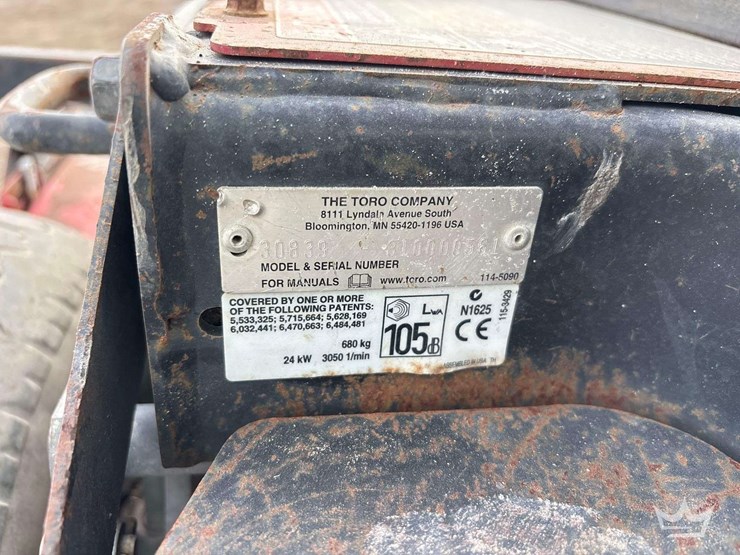 THE TORO COMPANY
8111 Lyndale Avenue South
Bloomington, MN 55420-1196 USA
MODEL & SERIAL NUMBER
FOR MANUALS www.toro.com 114-5090
COVERED BY ONE OR MORE
OF THE FOLLOWING PATENTS:
5,533,325; 5,715,664; 5,628,169
6,032,441; 6,470,663; 6,484,481
680 kg
24 kW 3050 1/min
LWA
105dB
N1625
CE
115-3429
ASSEMBLED IN USA